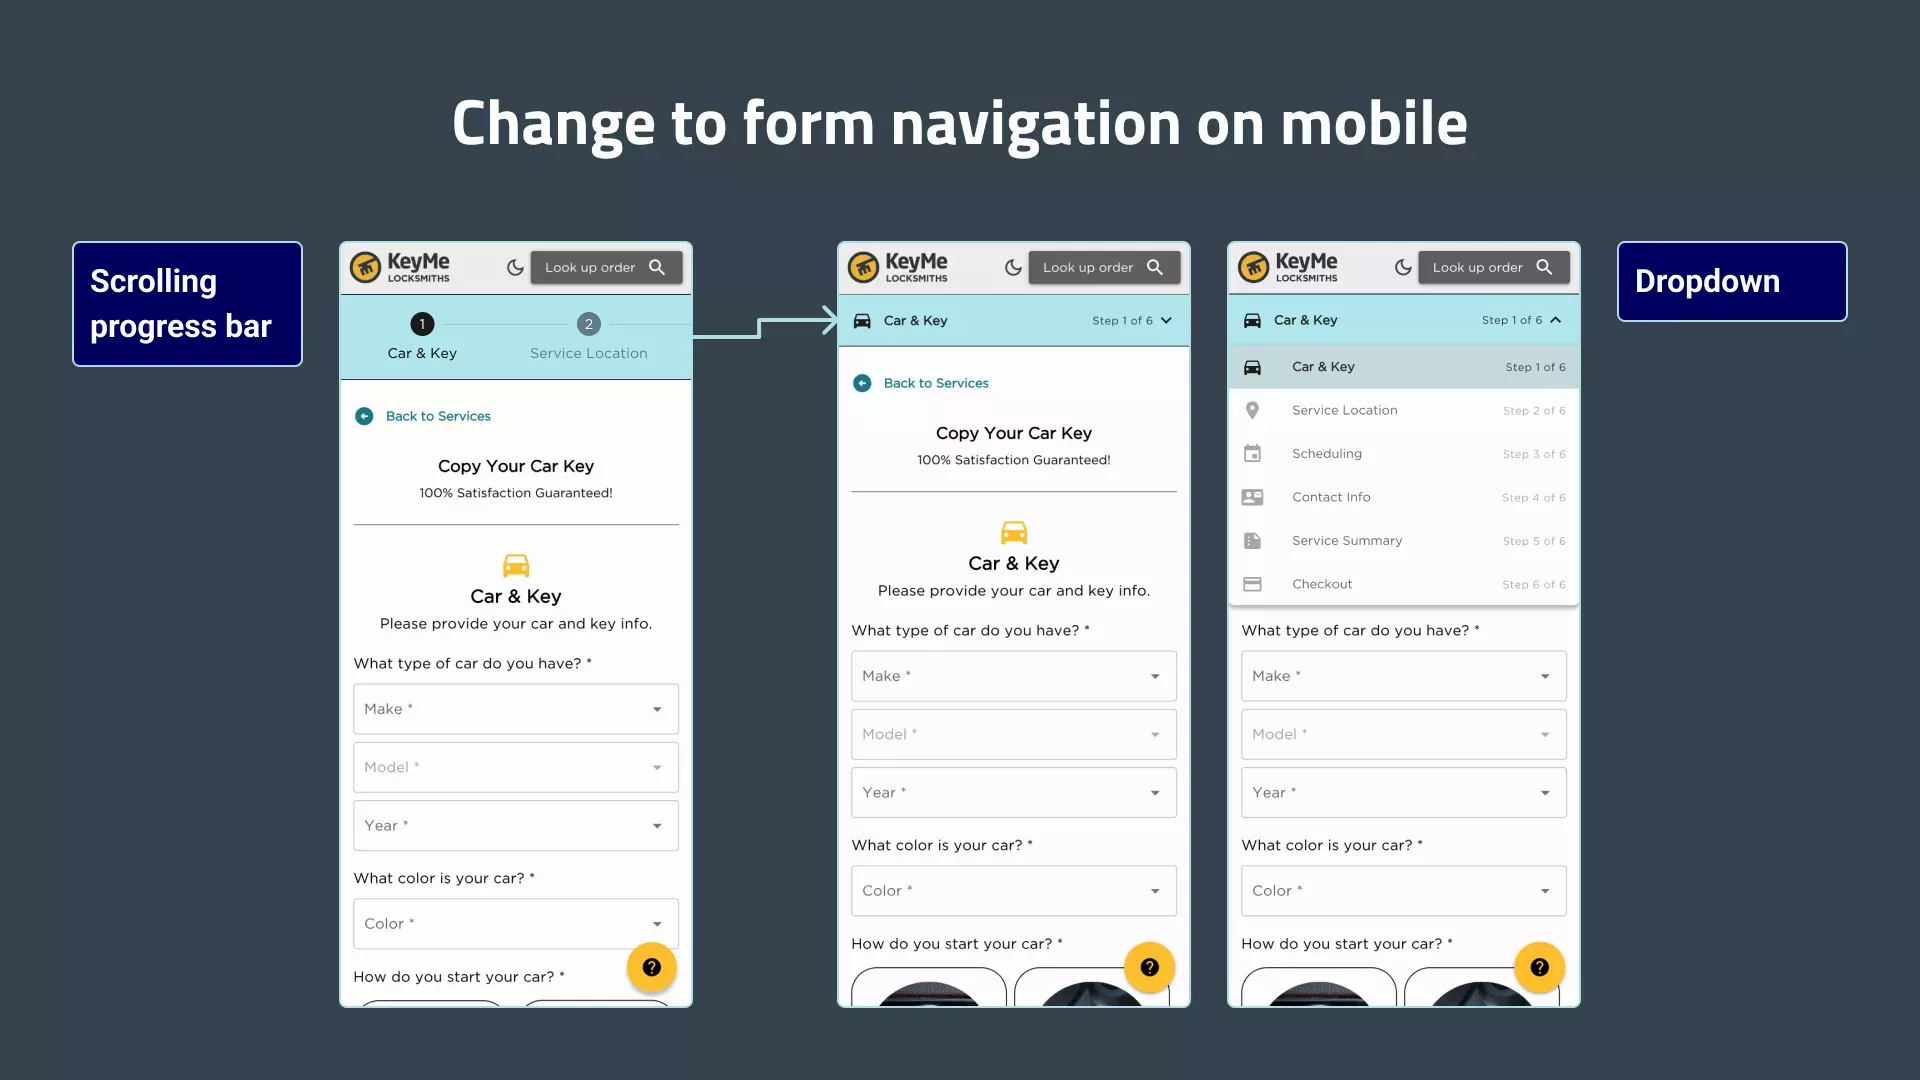 Change to form navigation on mobile
Scrolling
progress bar
KeyMe
LOCKSMITHS
Look up order
1
2
Car & Key
Service Location
Back to Services
Copy Your Car Key
100% Satisfaction Guaranteed!
Car & Key
Please provide your car and key info.
What type of car do you have? *
Make *
Model *
Year *
What color is your car? *
Color *
How do you start your car? *
?
KeyMe
LOCKSMITHS
Look up order
Car & Key
Step 1 of 6
Back to Services
Copy Your Car Key
100% Satisfaction Guaranteed!
Car & Key
Please provide your car and key info.
What type of car do you have? *
Make *
Model *
Year *
What color is your car? *
Color *
How do you start your car? *
?
KeyMe
LOCKSMITHS
Look up order
Car & Key
Step 1 of 6
Car & Key
Step 1 of 6
Service Location
Step 2 of 6
Scheduling
Step 3 of 6
Contact Info
Step 4 of 6
Service Summary
Step 5 of 6
Checkout
Step 6 of 6
What type of car do you have? *
Make *
Model *
Year *
What color is your car? *
Color *
How do you start your car? *
?
Dropdown